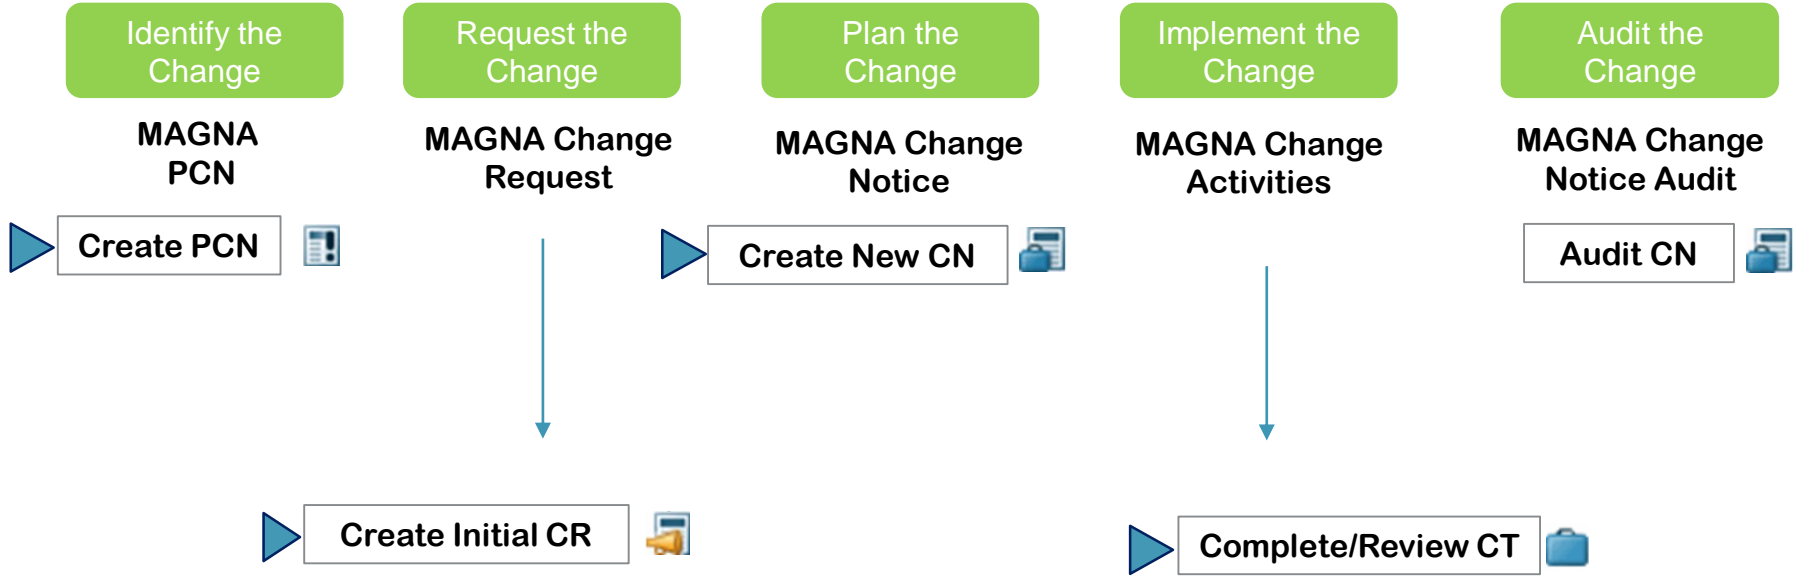 Identify the
Change
Request the
Change
Plan the
Change
Implement the
Change
Audit the
Change
MAGNA
PCN
MAGNA Change
Request
MAGNA Change
Notice
MAGNA Change
Activities
MAGNA Change
Notice Audit
Create PCN
Create New CN
Audit CN
Create Initial CR
Complete/Review CT